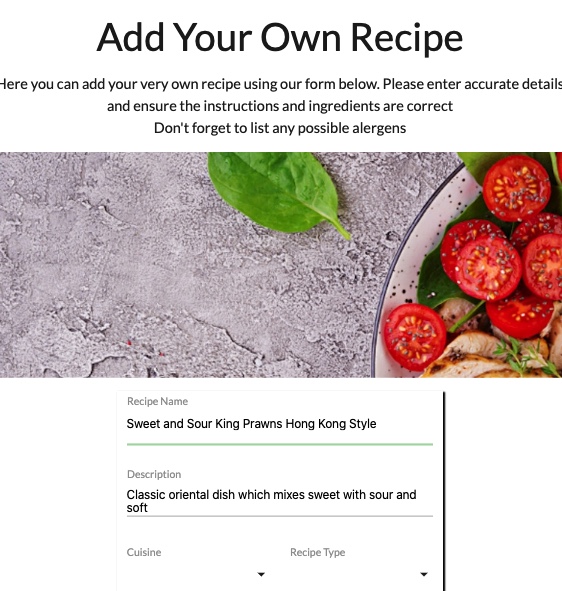 Add Your Own Recipe
Here you can add your very own recipe using our form below. Please enter accurate details
and ensure the instructions and ingredients are correct
Don't forget to list any possible alergens
Recipe Name
Sweet and Sour King Prawns Hong Kong Style
Description
Classic oriental dish which mixes sweet with sour and
soft
Cuisine
Recipe Type